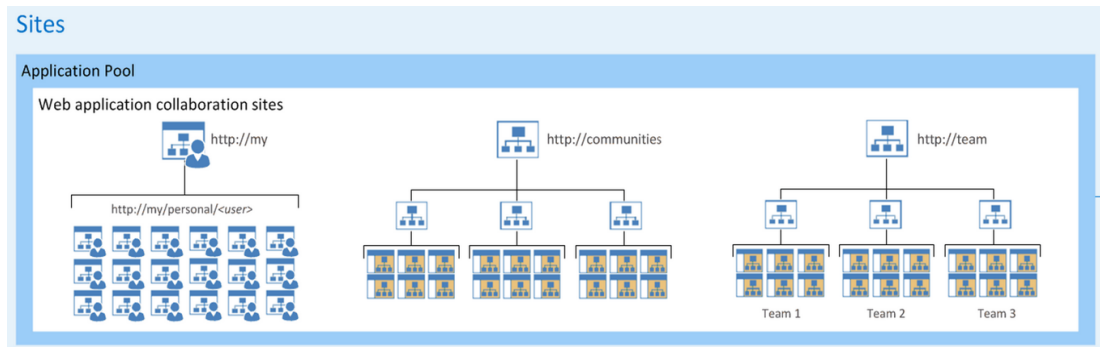 Sites
Application Pool
Web application collaboration sites
http://my
http://communities
http://team
http://my/personal/<user>
Team 1
Team 2
Team 3